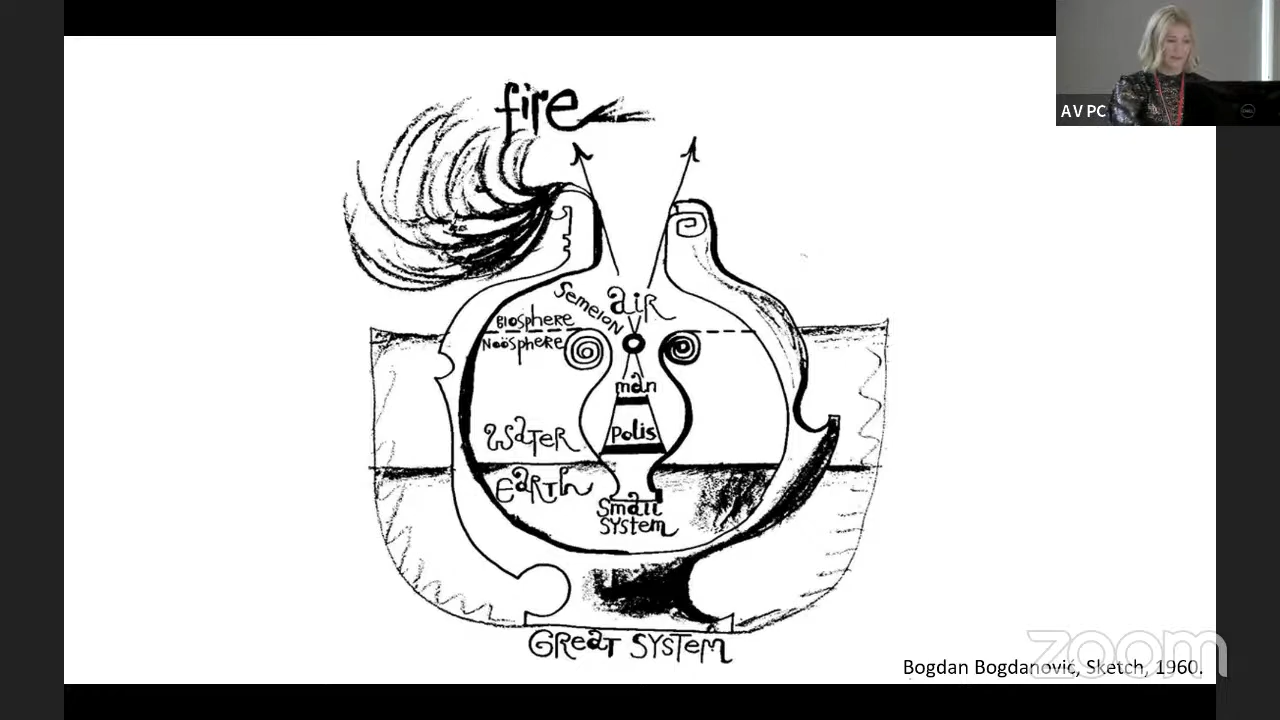 AV PC
fire
Semeion
aiR
BIOSPHERE
Noösphere
man
Polis
WaTER
EaRTh
Small
SYSTem
GReaT SYSTem
zoom
Bogdan Bogdanović, Sketch, 1960.